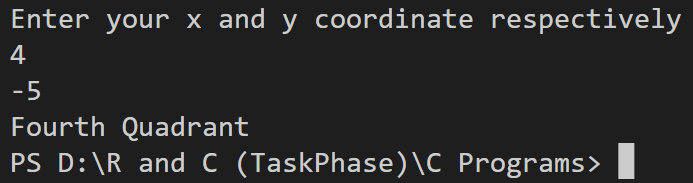 Enter your x and y coordinate respectively
4
-5
Fourth Quadrant
PS D:\R and C (TaskPhase)\C Programs>